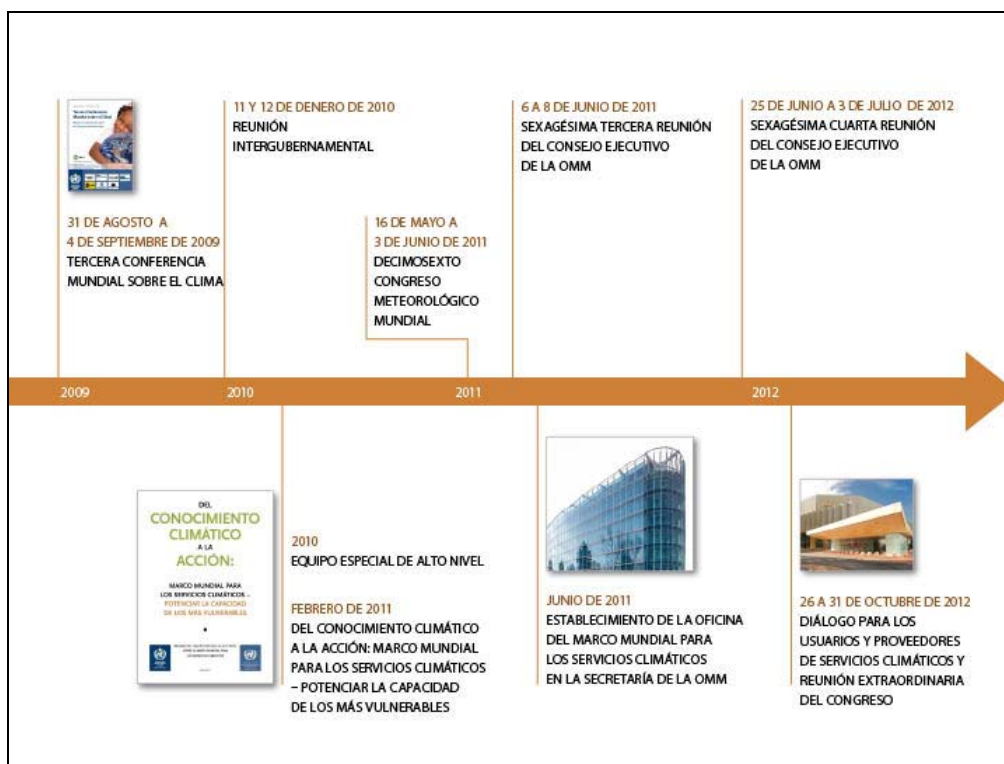 31 DE AGOSTO A
4 DE SEPTIEMBRE DE 2009
TERCERA CONFERENCIA
MUNDIAL SOBRE EL CLIMA
11 Y 12 DE DENERO DE 2010
REUNIÓN
INTERGUBERNAMENTAL
16 DE MAYO A
3 DE JUNIO DE 2011
DECIMOSEXTO
CONGRESO
METEOROLÓGICO
MUNDIAL
6 A 8 DE JUNIO DE 2011
SEXAGÉSIMA TERCERA REUNIÓN
DEL CONSEJO EJECUTIVO
DE LA OMM
25 DE JUNIO A 3 DE JULIO DE 2012
SEXAGÉSIMA CUARTA REUNIÓN
DEL CONSEJO EJECUTIVO
DE LA OMM
2009 2010 2011 2012
DEL
CONOCIMIENTO
CLIMÁTICO
A LA
ACCIÓN:
MARCO MUNDIAL PARA
LOS SERVICIOS CLIMÁTICOS –
POTENCIAR LA CAPACIDAD
DE LOS MÁS VULNERABLES
2010
EQUIPO ESPECIAL DE ALTO NIVEL
FEBRERO DE 2011
DEL CONOCIMIENTO CLIMÁTICO
A LA ACCIÓN: MARCO MUNDIAL
PARA LOS SERVICIOS CLIMÁTICOS
– POTENCIAR LA CAPACIDAD
DE LOS MÁS VULNERABLES
JUNIO DE 2011
ESTABLECIMIENTO DE LA OFICINA
DEL MARCO MUNDIAL PARA
LOS SERVICIOS CLIMÁTICOS
EN LA SECRETARÍA DE LA OMM
26 A 31 DE OCTUBRE DE 2012
DIÁLOGO PARA LOS
USUARIOS Y PROVEEDORES
DE SERVICIOS CLIMÁTICOS Y
REUNIÓN EXTRAORDINARIA
DEL CONGRESO